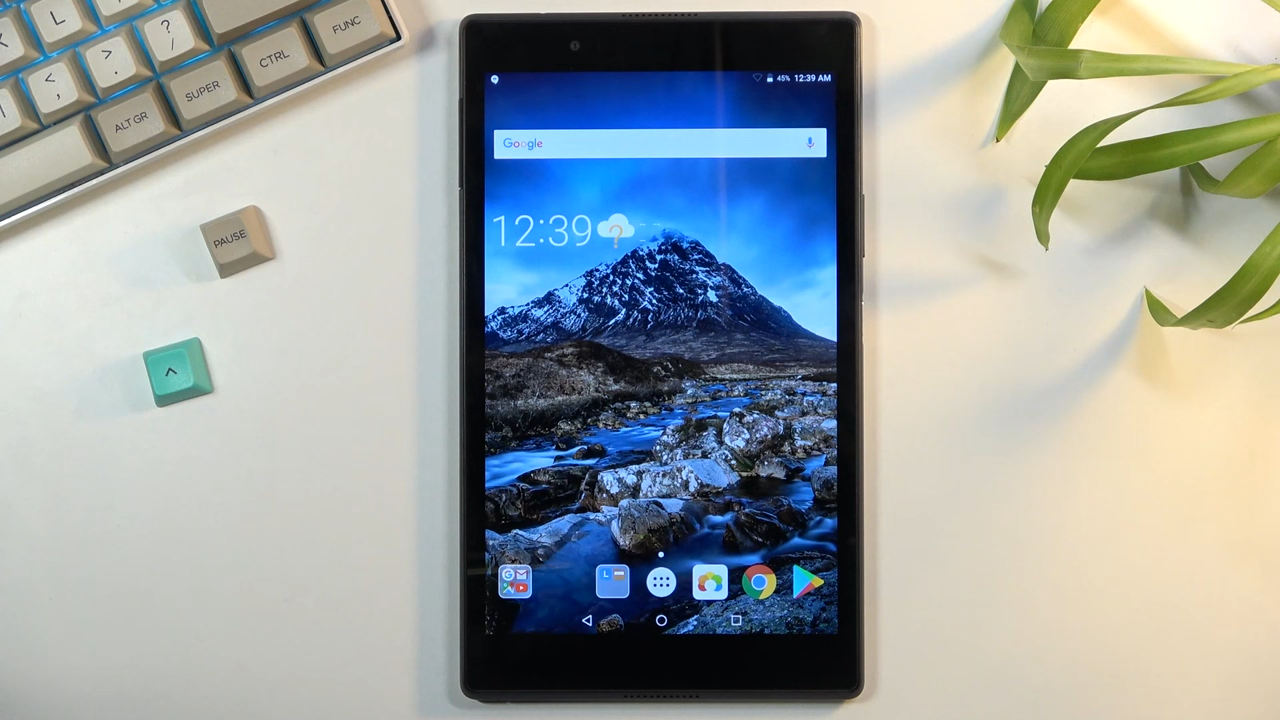 L
?
/
FUNC
>
.
CTRL
<
,
SUPER
ALT GR
PAUSE
^
45% 12:39 AM
Google
12:39
?
L
G